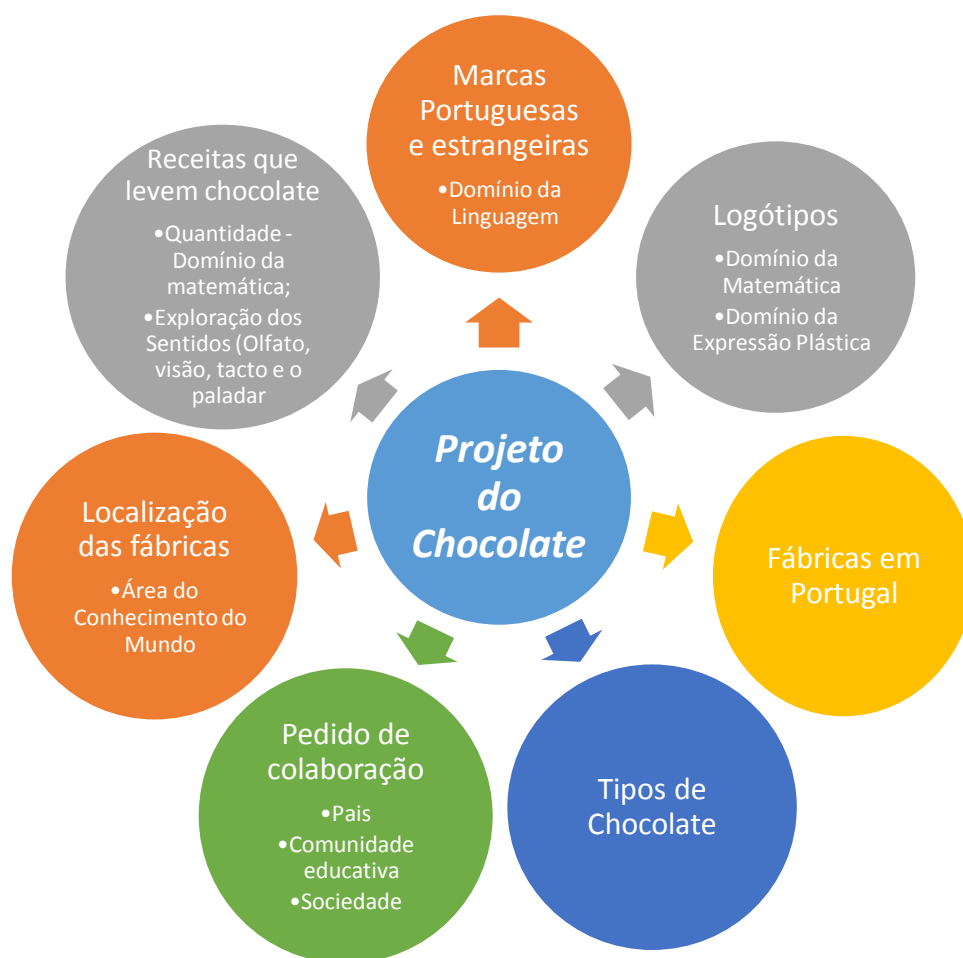 Marcas
Portuguesas
e estrangeiras
•Domínio da
Linguagem
Logótipos
•Domínio da
Matemática
•Domínio da
Expressão Plástica
Fábricas em
Portugal
Tipos de
Chocolate
Pedido de
colaboração
•Pais
•Comunidade
educativa
•Sociedade
Localização
das fábricas
•Área do
Conhecimento do
Mundo
Receitas que
levem chocolate
•Quantidade -
Domínio da
matemática;
•Exploração dos
Sentidos (Olfato,
visão, tacto e o
paladar
Projeto
do
Chocolate